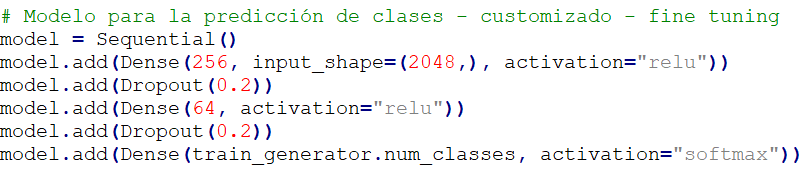 # Modelo para la predicción de clases - customizado - fine tuning
model = Sequential()
model.add(Dense(256, input_shape=(2048,), activation="relu"))
model.add(Dropout(0.2))
model.add(Dense(64, activation="relu"))
model.add(Dropout(0.2))
model.add(Dense(train_generator.num_classes, activation="softmax"))